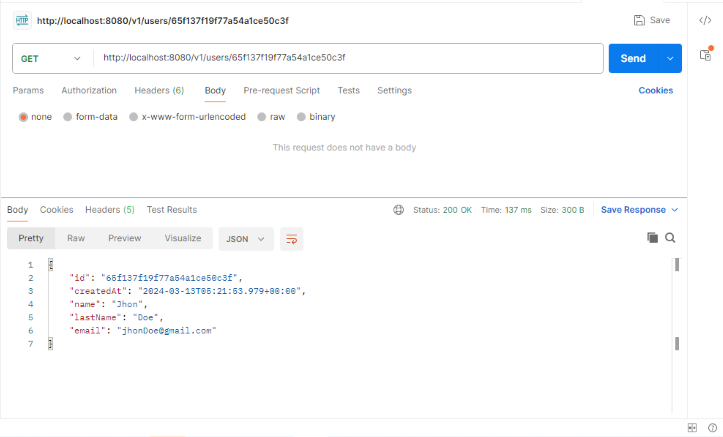 HTTP http://localhost:8080/v1/users/65f137f19f77a54a1ce50c3f Save
GET http://localhost:8080/v1/users/65f137f19f77a54a1ce50c3f Send
Params Authorization Headers (6) Body Pre-request Script Tests Settings Cookies
none form-data x-www-form-urlencoded raw binary
This request does not have a body
Body Cookies Headers (5) Test Results Status: 200 OK Time: 137 ms Size: 300 B Save Response
Pretty Raw Preview Visualize JSON
1 {
2 "id": "65f137f19f77a54a1ce50c3f",
3 "createdAt": "2024-03-13T05:21:53.979+00:00",
4 "name": "Jhon",
5 "lastName": "Doe",
6 "email": "jhonDoe@gmail.com"
7 }